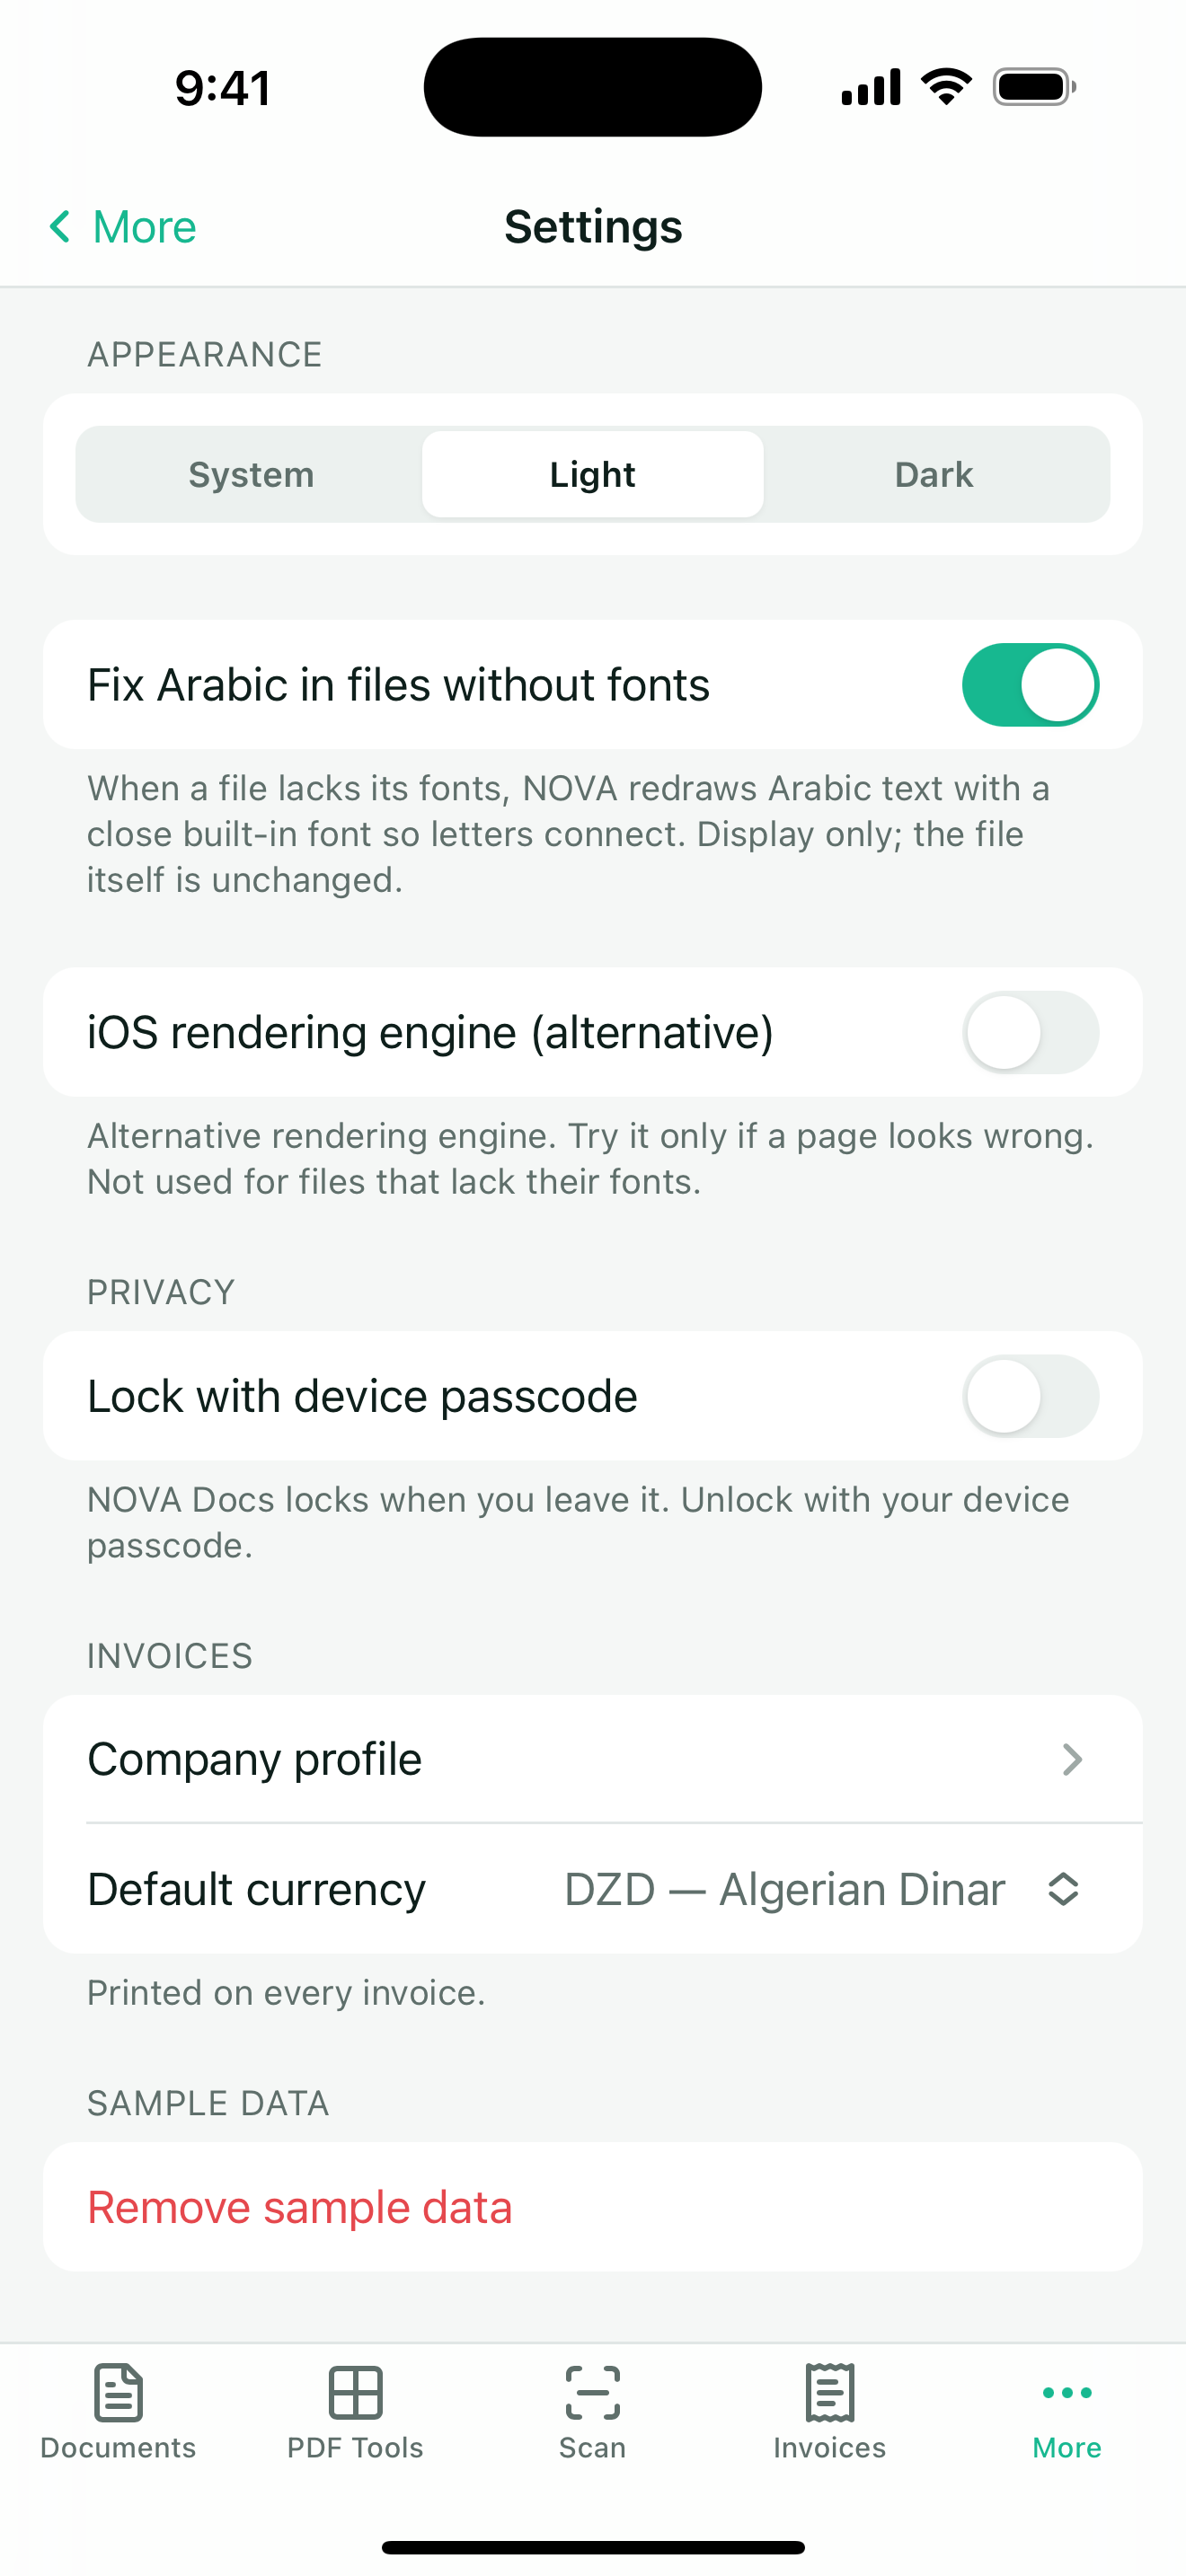 9:41
More
Settings
APPEARANCE
System
Light
Dark
Fix Arabic in files without fonts
When a file lacks its fonts, NOVA redraws Arabic text with a
close built-in font so letters connect. Display only; the file
itself is unchanged.
iOS rendering engine (alternative)
Alternative rendering engine. Try it only if a page looks wrong.
Not used for files that lack their fonts.
PRIVACY
Lock with device passcode
NOVA Docs locks when you leave it. Unlock with your device
passcode.
INVOICES
Company profile
Default currency DZD — Algerian Dinar
Printed on every invoice.
SAMPLE DATA
Remove sample data
Documents
PDF Tools
Scan
Invoices
More